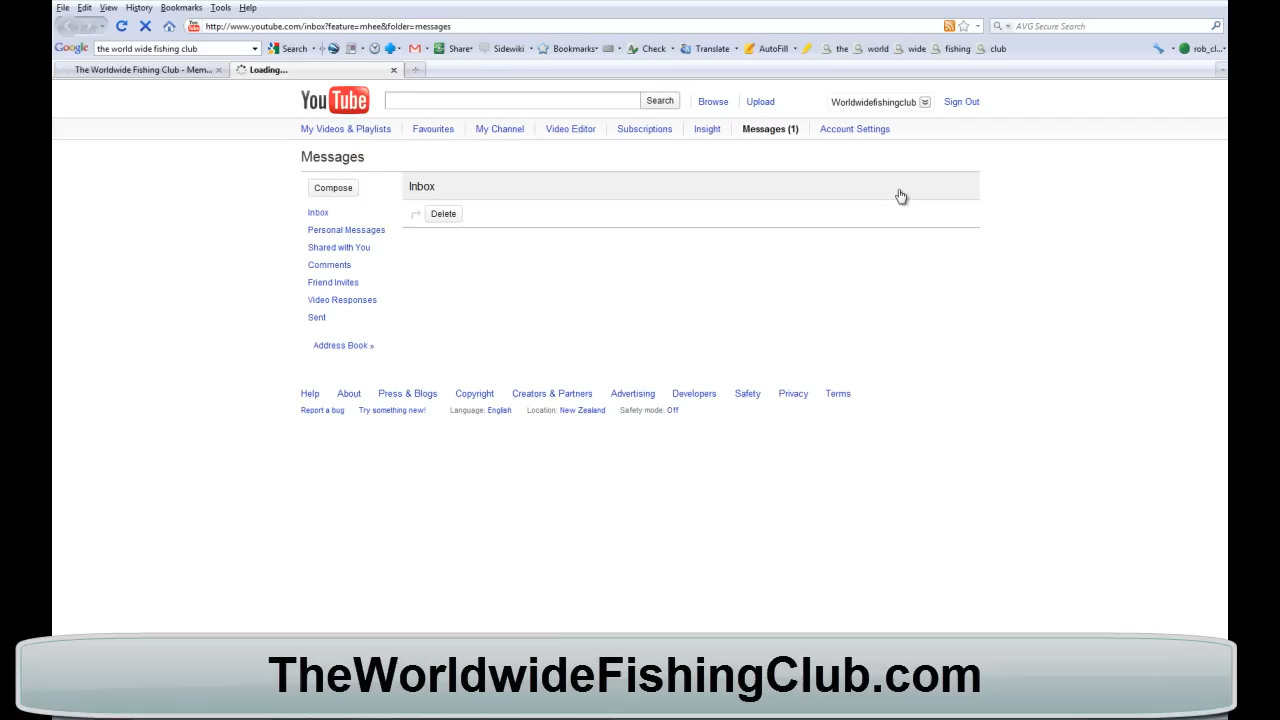 File Edit View History Bookmarks Tools Help
http://www.youtube.com/inbox?feature=mhee&folder=messages AVG Secure Search
Google the world wide fishing club Search Share Sidewiki Bookmarks Check Translate AutoFill the world wide fishing club rob_cl...
The Worldwide Fishing Club - Mem... Loading...
YouTube Search Browse Upload Worldwidefishingclub Sign Out
My Videos & Playlists Favourites My Channel Video Editor Subscriptions Insight Messages (1) Account Settings
Messages
Compose Inbox
Inbox Delete
Personal Messages
Shared with You
Comments
Friend Invites
Video Responses
Sent
Address Book »
Help About Press & Blogs Copyright Creators & Partners Advertising Developers Safety Privacy Terms
Report a bug Try something new! Language: English Location: New Zealand Safety mode: Off
TheWorldwideFishingClub.com